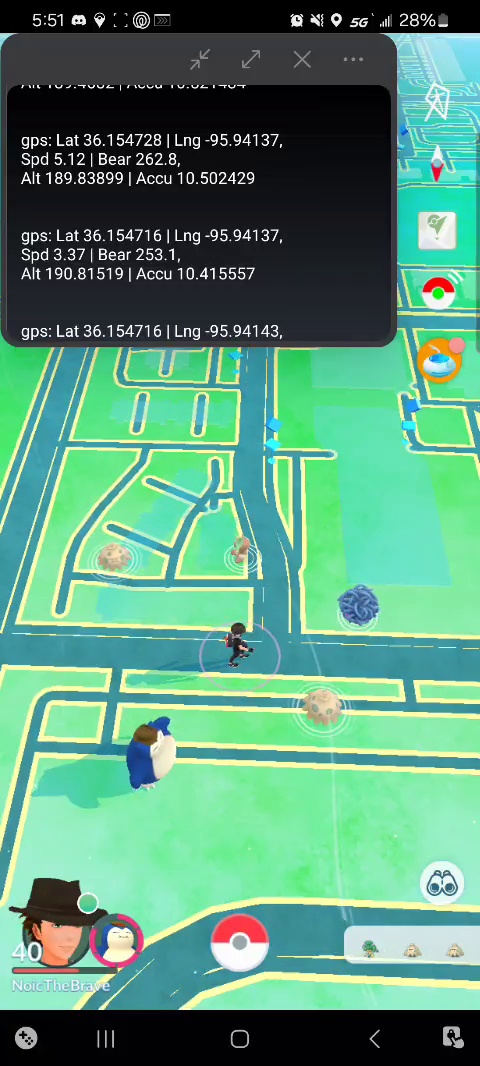 5:51
5G 28%
gps: Lat 36.154728 | Lng -95.94137,
Spd 5.12 | Bear 262.8,
Alt 189.83899 | Accu 10.502429
gps: Lat 36.154716 | Lng -95.94137,
Spd 3.37 | Bear 253.1,
Alt 190.81519 | Accu 10.415557
gps: Lat 36.154716 | Lng -95.94143,
40
NoicTheBrave